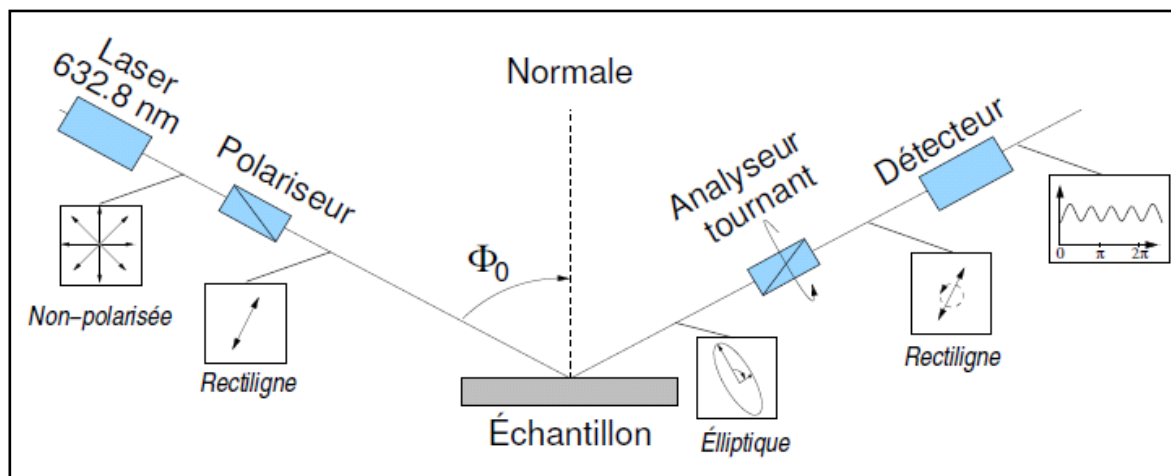 Laser
632.8 nm
Polariseur
Normale
Analyseur
tournant
Détecteur
Φ0
0 π 2π
Non-polarisée
Rectiligne
Échantillon
Élliptique
Rectiligne